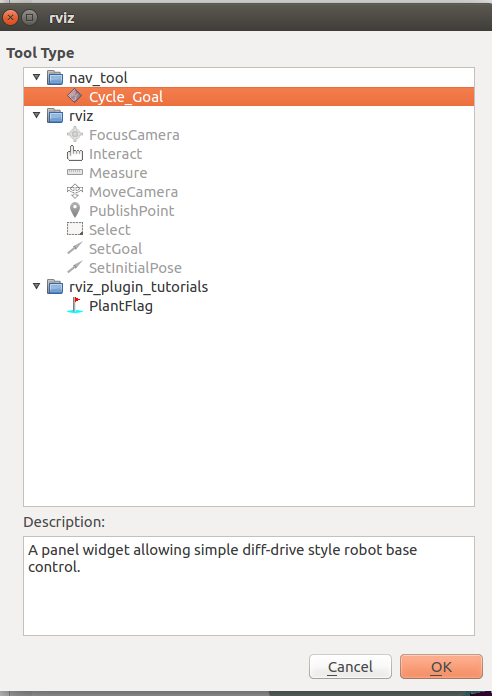 rviz
Tool Type
nav_tool
Cycle_Goal
rviz
FocusCamera
Interact
Measure
MoveCamera
PublishPoint
Select
SetGoal
SetInitialPose
rviz_plugin_tutorials
PlantFlag
Description:
A panel widget allowing simple diff-drive style robot base
control.
Cancel
OK